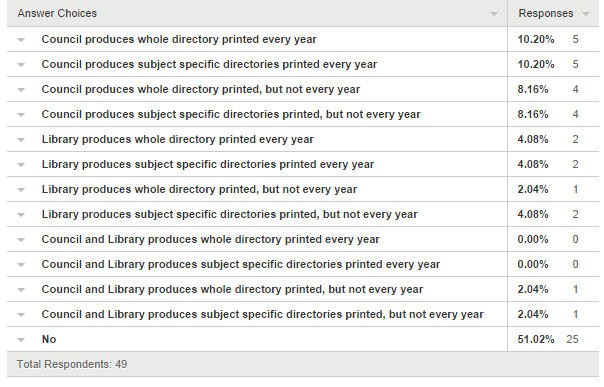 Answer Choices Responses
Council produces whole directory printed every year 10.20% 5
Council produces subject specific directories printed every year 10.20% 5
Council produces whole directory printed, but not every year 8.16% 4
Council produces subject specific directories printed, but not every year 8.16% 4
Library produces whole directory printed every year 4.08% 2
Library produces subject specific directories printed every year 4.08% 2
Library produces whole directory printed, but not every year 2.04% 1
Library produces subject specific directories printed, but not every year 4.08% 2
Council and Library produces whole directory printed every year 0.00% 0
Council and Library produces subject specific directories printed every year 0.00% 0
Council and Library produces whole directory printed, but not every year 2.04% 1
Council and Library produces subject specific directories printed, but not every year 2.04% 1
No 51.02% 25
Total Respondents: 49